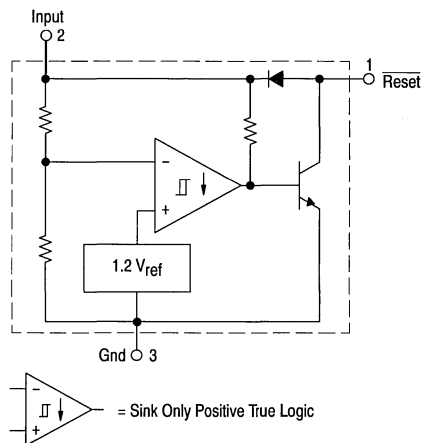 Input
2
1
Reset
−
+
1.2 Vref
Gnd 3
−
+
= Sink Only Positive True Logic